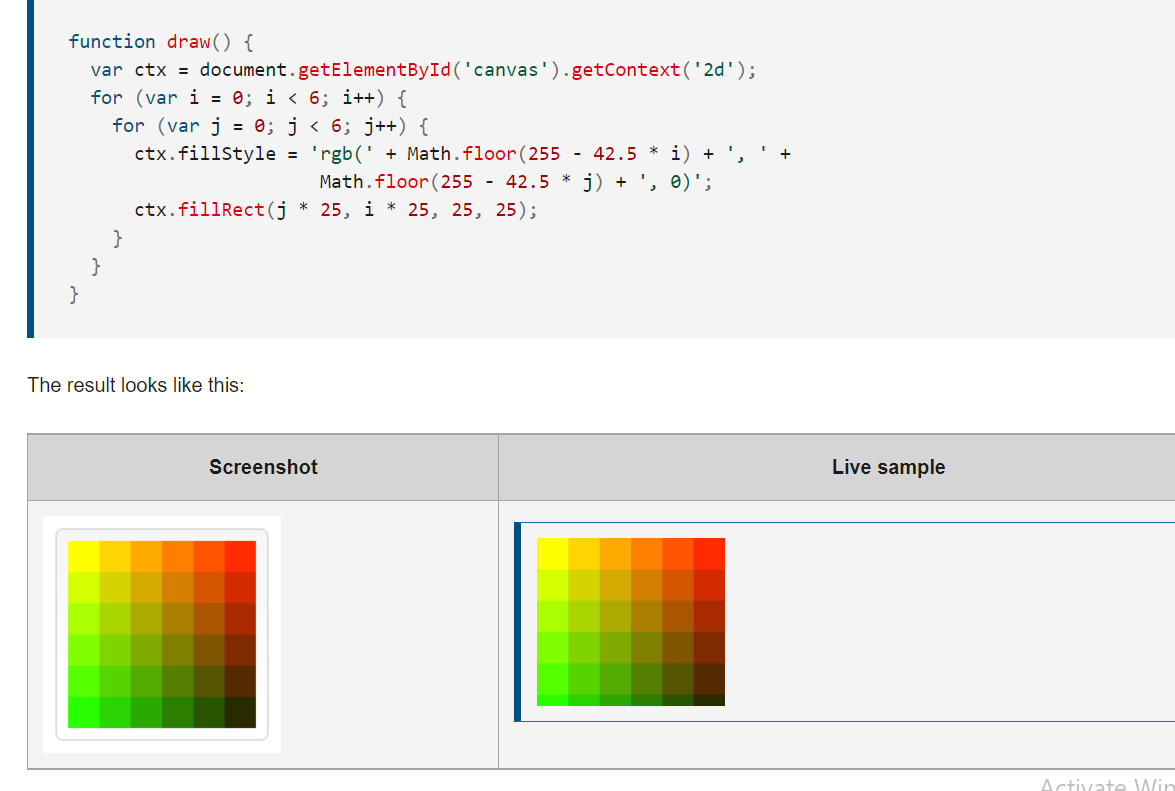 function draw() {
  var ctx = document.getElementById('canvas').getContext('2d');
  for (var i = 0; i < 6; i++) {
    for (var j = 0; j < 6; j++) {
      ctx.fillStyle = 'rgb(' + Math.floor(255 - 42.5 * i) + ', ' +
                       Math.floor(255 - 42.5 * j) + ', 0)';
      ctx.fillRect(j * 25, i * 25, 25, 25);
    }
  }
}
The result looks like this:
Screenshot Live sample
Activate Win